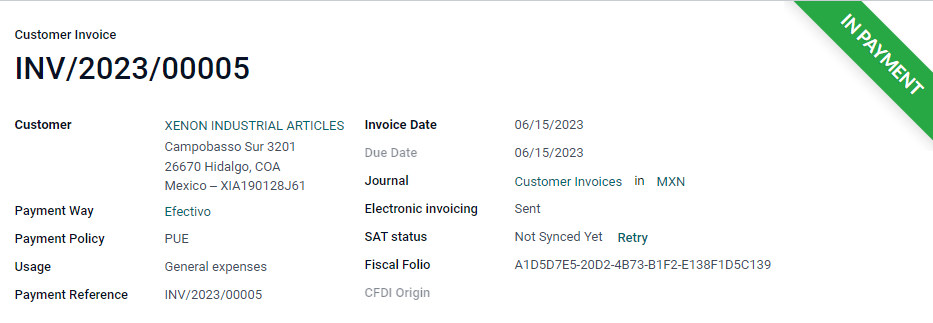 Customer Invoice
IN PAYMENT
INV/2023/00005
Customer
XENON INDUSTRIAL ARTICLES
Campobasso Sur 3201
26670 Hidalgo, COA
Mexico – XIA190128J61
Payment Way Efectivo
Payment Policy PUE
Usage General expenses
Payment Reference INV/2023/00005
Invoice Date 06/15/2023
Due Date 06/15/2023
Journal Customer Invoices in MXN
Electronic invoicing Sent
SAT status Not Synced Yet Retry
Fiscal Folio A1D5D7E5-20D2-4B73-B1F2-E138F1D5C139
CFDI Origin